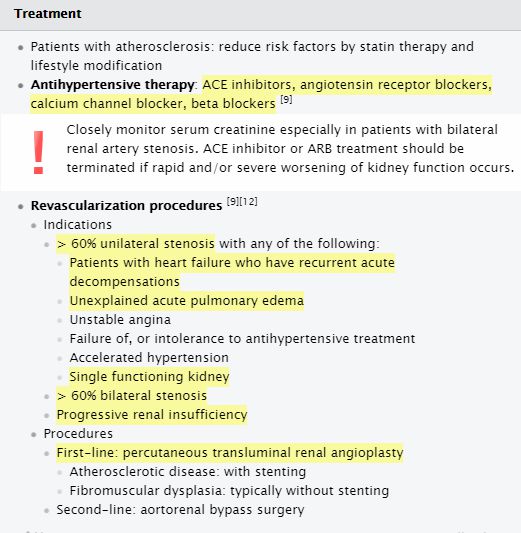 Treatment
Patients with atherosclerosis: reduce risk factors by statin therapy and
lifestyle modification
Antihypertensive therapy: ACE inhibitors, angiotensin receptor blockers,
calcium channel blocker, beta blockers [9]
Closely monitor serum creatinine especially in patients with bilateral
renal artery stenosis. ACE inhibitor or ARB treatment should be
terminated if rapid and/or severe worsening of kidney function occurs.
Revascularization procedures [9][12]
Indications
> 60% unilateral stenosis with any of the following:
Patients with heart failure who have recurrent acute
decompensations
Unexplained acute pulmonary edema
Unstable angina
Failure of, or intolerance to antihypertensive treatment
Accelerated hypertension
Single functioning kidney
> 60% bilateral stenosis
Progressive renal insufficiency
Procedures
First-line: percutaneous transluminal renal angioplasty
Atherosclerotic disease: with stenting
Fibromuscular dysplasia: typically without stenting
Second-line: aortorenal bypass surgery